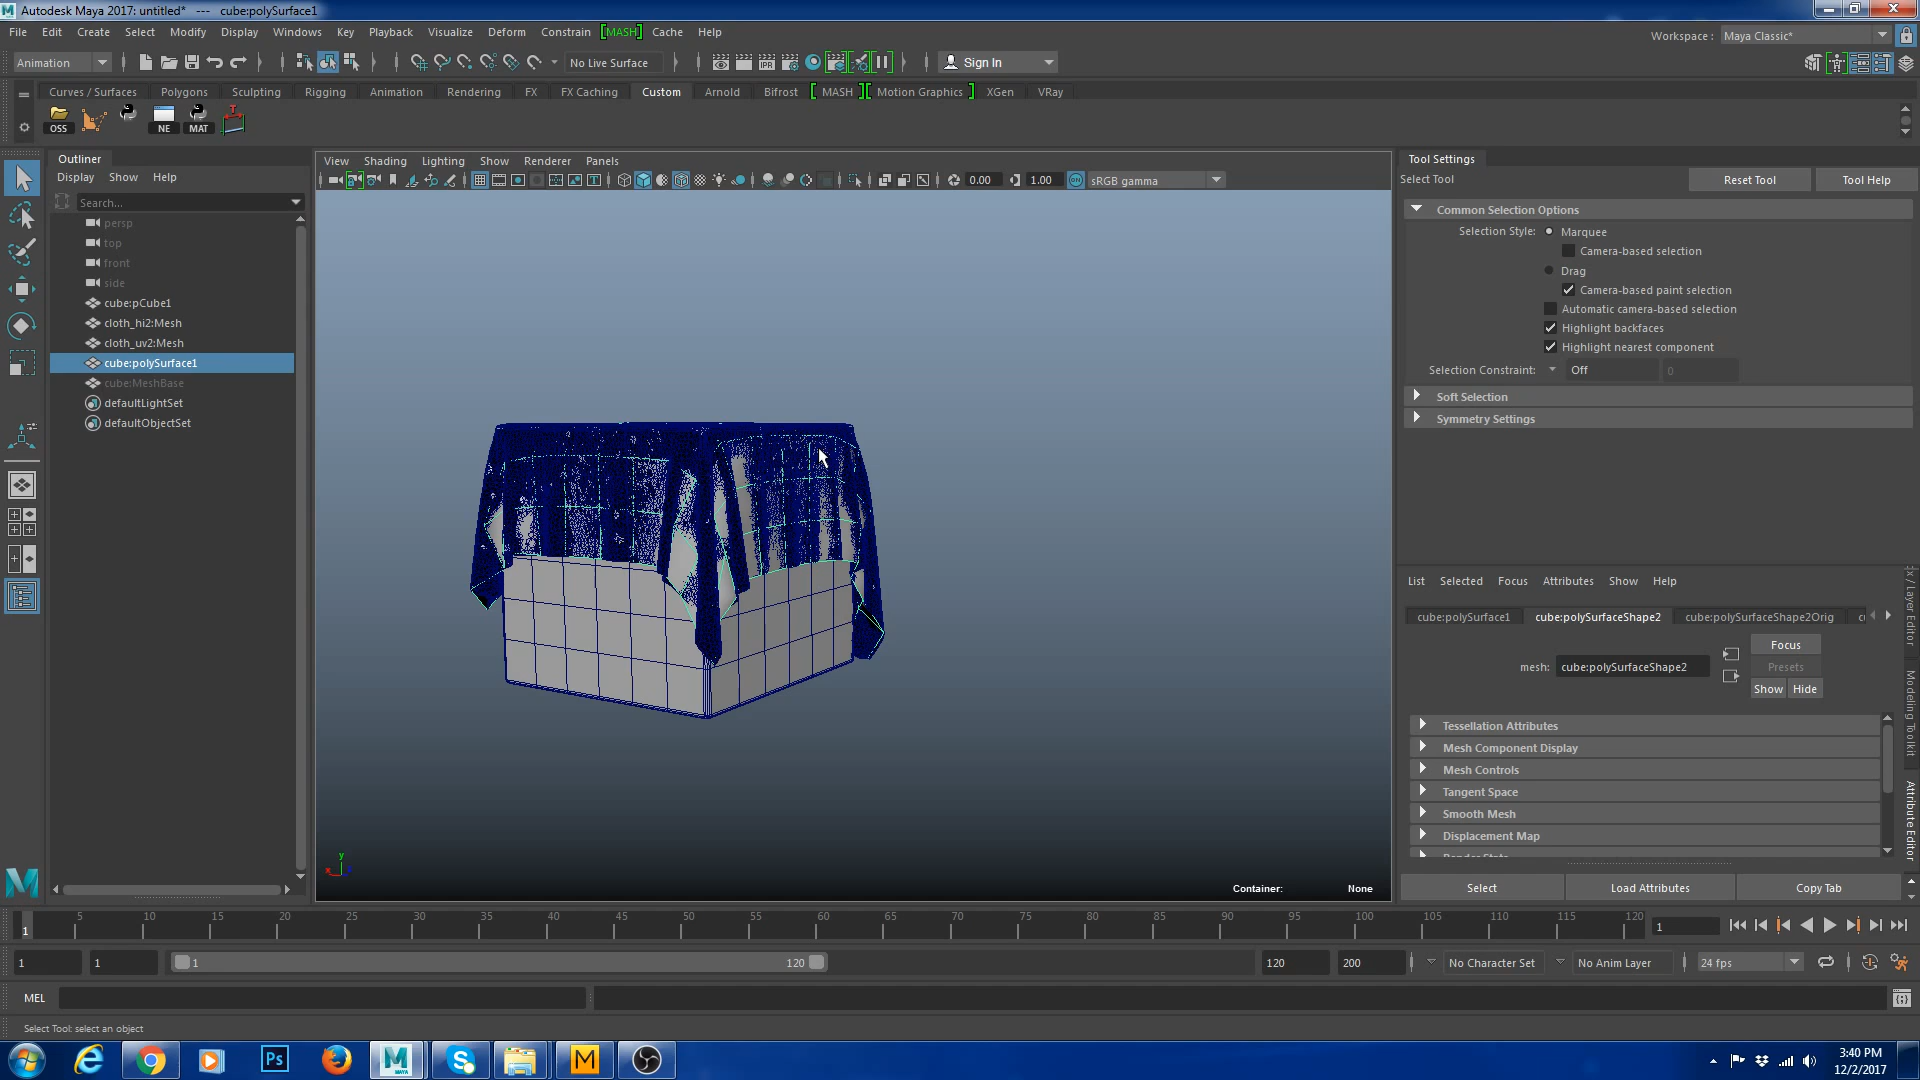 Autodesk Maya 2017: untitled* --- cube:polySurface1
File Edit Create Select Modify Display Windows Key Playback Visualize Deform Constrain [MASH] Cache Help
Workspace : Maya Classic*
Animation No Live Surface Sign In
Curves / Surfaces Polygons Sculpting Rigging Animation Rendering FX FX Caching Custom Arnold Bifrost [ MASH ][ Motion Graphics ] XGen VRay
OSS NE MAT
Outliner
Display Show Help
Search...
persp
top
front
side
cube:pCube1
cloth_hi2:Mesh
cloth_uv2:Mesh
cube:polySurface1
cube:MeshBase
defaultLightSet
defaultObjectSet
View Shading Lighting Show Renderer Panels
0.00 1.00 ON sRGB gamma
y
x
Container: None
Tool Settings
Select Tool Reset Tool Tool Help
Common Selection Options
Selection Style: Marquee
Camera-based selection
Drag
Camera-based paint selection
Automatic camera-based selection
Highlight backfaces
Highlight nearest component
Selection Constraint: Off 0
Soft Selection
Symmetry Settings
List Selected Focus Attributes Show Help
cube:polySurface1 cube:polySurfaceShape2 cube:polySurfaceShape2Orig
Focus
mesh: cube:polySurfaceShape2 Presets
Show Hide
Tessellation Attributes
Mesh Component Display
Mesh Controls
Tangent Space
Smooth Mesh
Displacement Map
Render Stats
Select Load Attributes Copy Tab
Modeling Toolkit
Attribute Editor
5 10 15 20 25 30 35 40 45 50 55 60 65 70 75 80 85 90 95 100 105 110 115 120
1 1
1 1 1 120 120 200 No Character Set No Anim Layer 24 fps
MEL
Select Tool: select an object
Ps MAYA S M
3:40 PM
12/2/2017